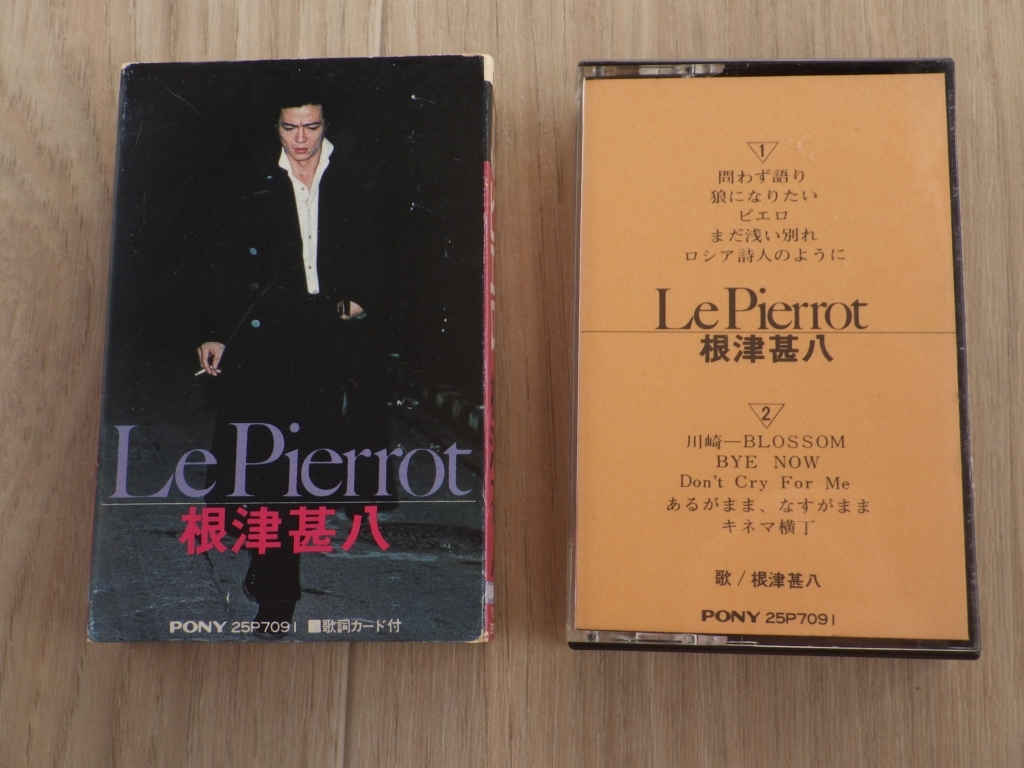 Le Pierrot
根津甚八
PONY 25P7091 ■歌詞カード付
1
問わず語り
狼になりたい
ピエロ
まだ浅い別れ
ロシア詩人のように
Le Pierrot
根津甚八
2
川崎—BLOSSOM
BYE NOW
Don't Cry For Me
あるがまま、なすがまま
キネマ横丁
歌/根津甚八
PONY 25P7091